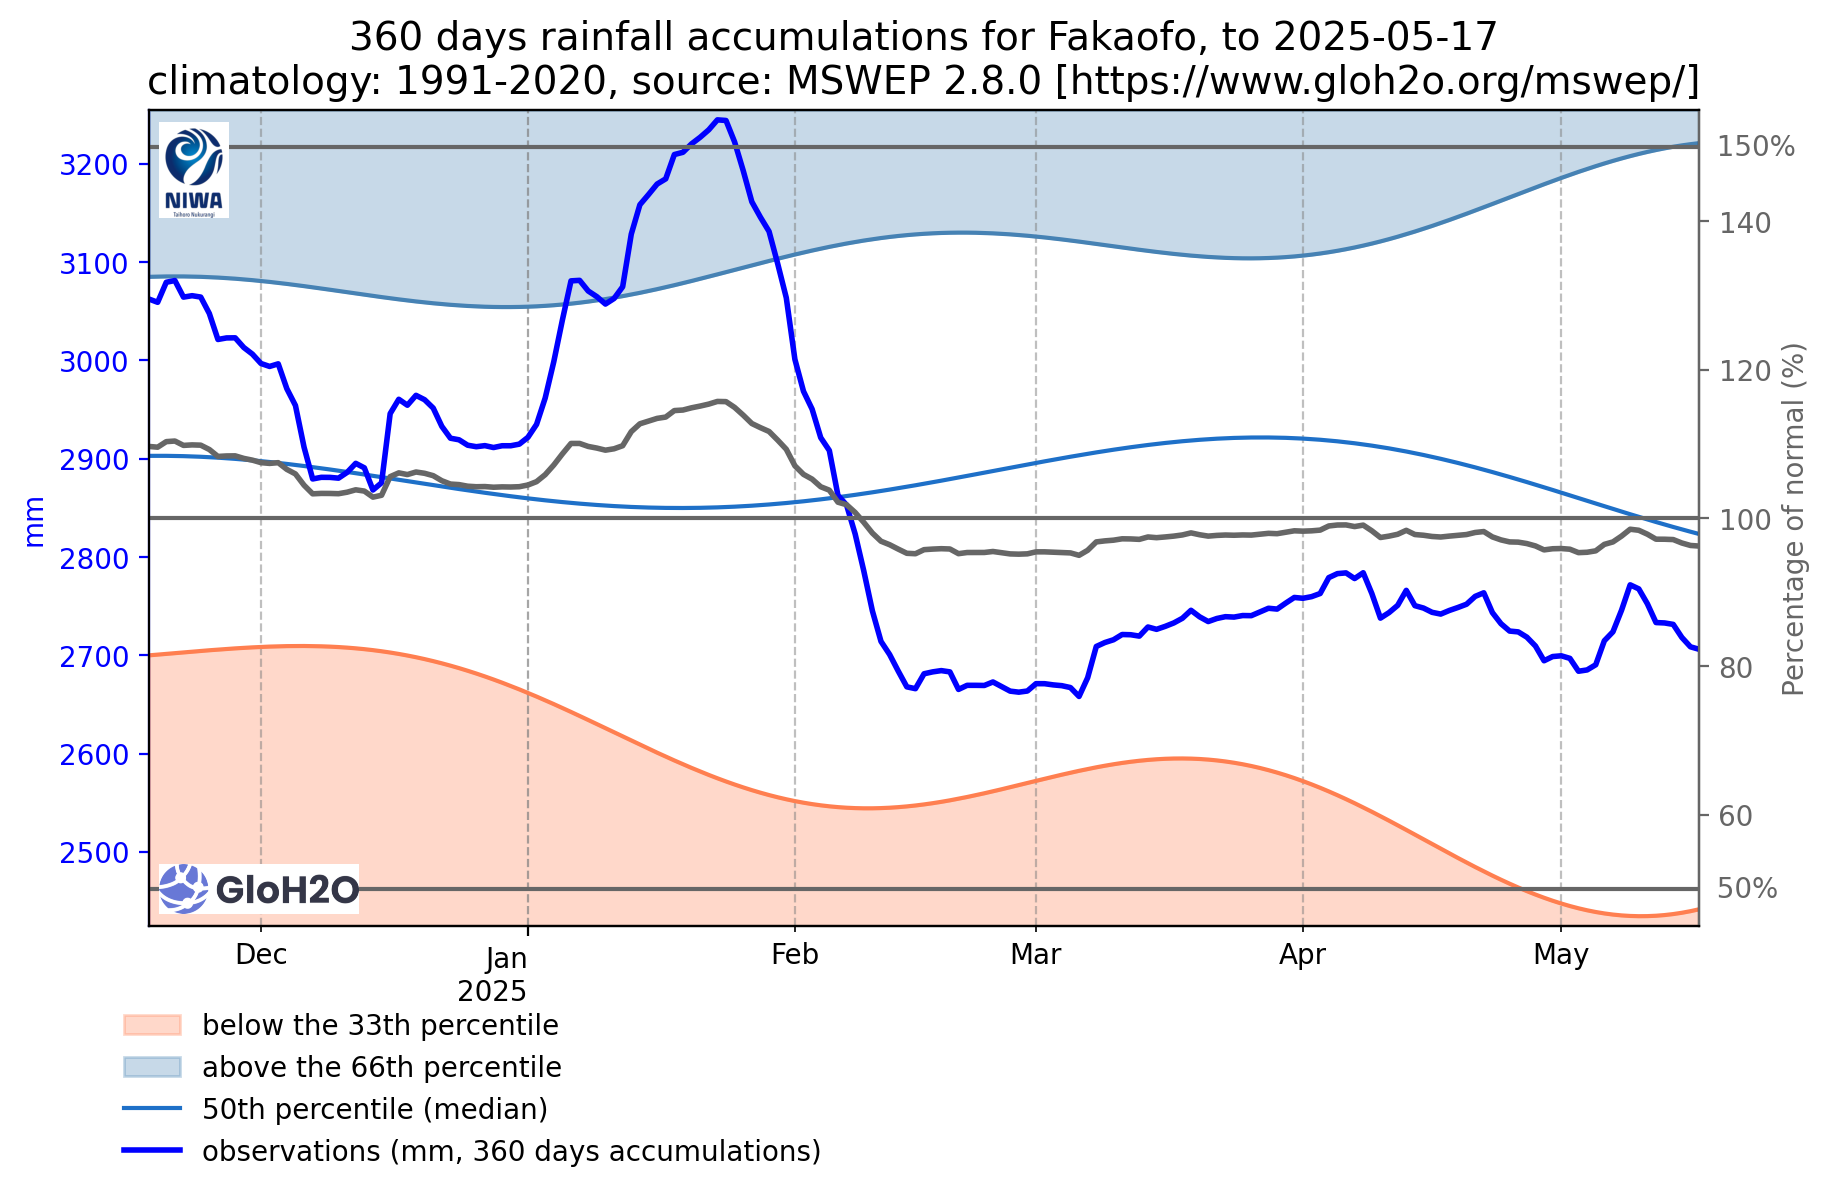 360 days rainfall accumulations for Fakaofo, to 2025-05-17
climatology: 1991-2020, source: MSWEP 2.8.0 [https://www.gloh2o.org/mswep/]
NIWA
Taihoro Nukurangi
3200
3100
3000
2900
2800
2700
2600
2500
mm
150%
140
120
100
80
60
50%
Percentage of normal (%)
GloH2O
Dec
Jan
2025
Feb
Mar
Apr
May
below the 33th percentile
above the 66th percentile
50th percentile (median)
observations (mm, 360 days accumulations)